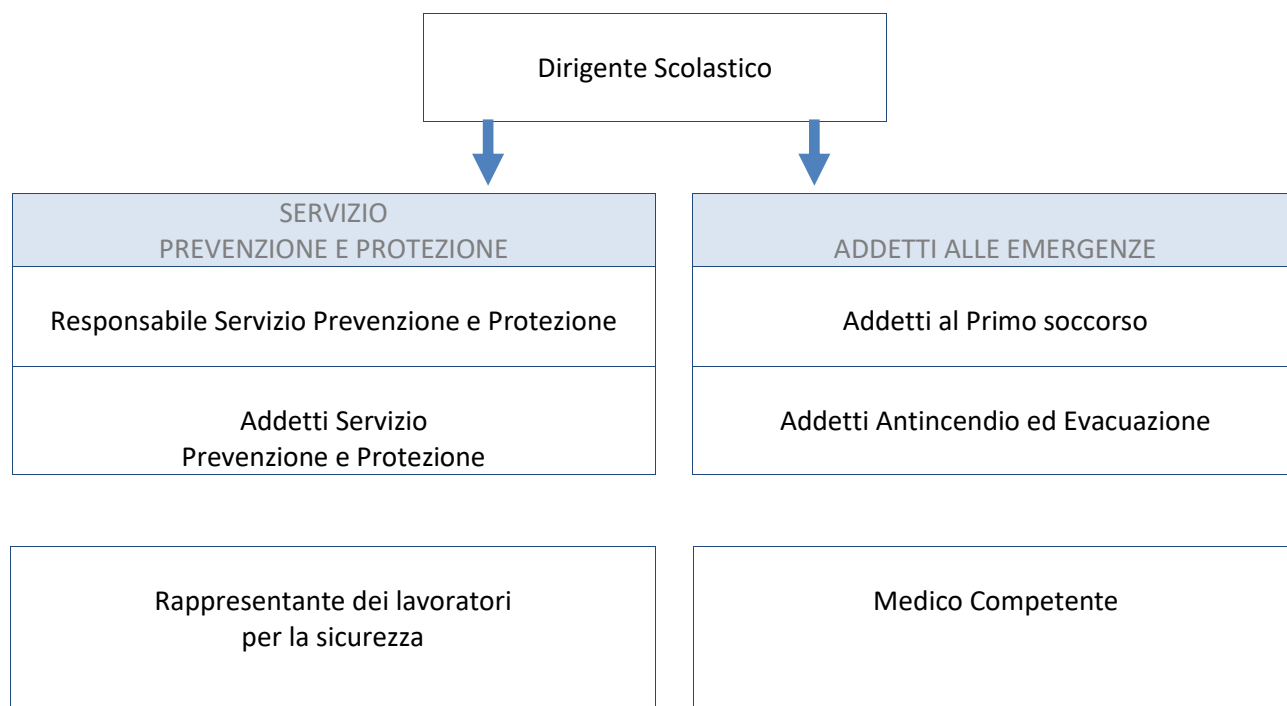 Dirigente Scolastico
SERVIZIO
PREVENZIONE E PROTEZIONE
ADDETTI ALLE EMERGENZE
Responsabile Servizio Prevenzione e Protezione
Addetti al Primo soccorso
Addetti Servizio
Prevenzione e Protezione
Addetti Antincendio ed Evacuazione
Rappresentante dei lavoratori
per la sicurezza
Medico Competente